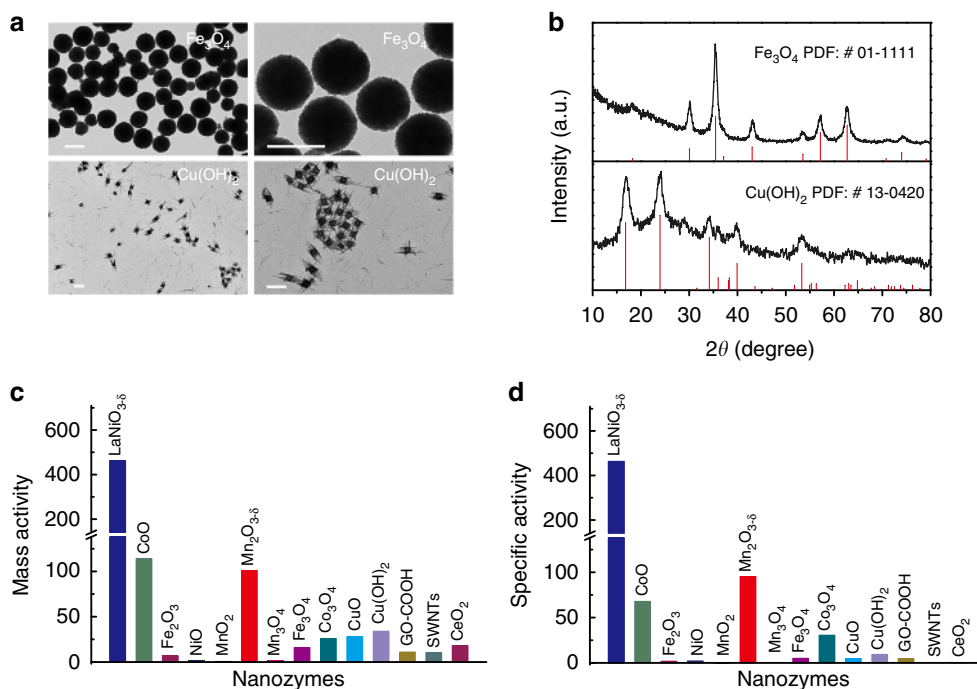 a
Fe₃O₄
Fe₃O₄
Cu(OH)₂
Cu(OH)₂
b
Intensity (a.u.)
Fe₃O₄ PDF: # 01-1111
Cu(OH)₂ PDF: # 13-0420
10 20 30 40 50 60 70 80
2θ (degree)
c
Mass activity
600
400
200
100
50
0
LaNiO₃₋δ
CoO
Fe₂O₃
NiO
MnO₂
Mn₂O₃₋δ
Mn₃O₄
Fe₃O₄
Co₃O₄
CuO
Cu(OH)₂
GO-COOH
SWNTs
CeO₂
Nanozymes
d
Specific activity
600
400
200
100
50
0
LaNiO₃₋δ
CoO
Fe₂O₃
NiO
MnO₂
Mn₂O₃₋δ
Mn₃O₄
Fe₃O₄
Co₃O₄
CuO
Cu(OH)₂
GO-COOH
SWNTs
CeO₂
Nanozymes